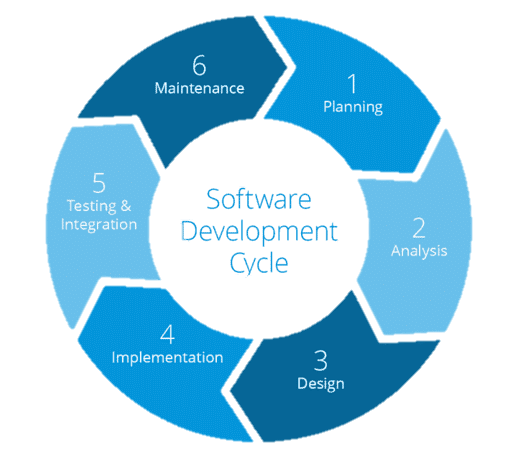 Software
Development
Cycle
1
Planning
2
Analysis
3
Design
4
Implementation
5
Testing &
Integration
6
Maintenance